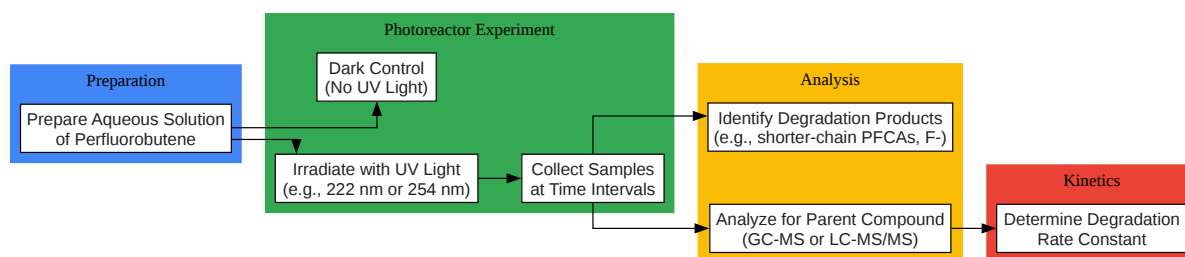 Preparation
Prepare Aqueous Solution
of Perfluorobutene
Photoreactor Experiment
Dark Control
(No UV Light)
Irradiate with UV Light
(e.g., 222 nm or 254 nm)
Collect Samples
at Time Intervals
Analysis
Identify Degradation Products
(e.g., shorter-chain PFCAs, F-)
Analyze for Parent Compound
(GC-MS or LC-MS/MS)
Kinetics
Determine Degradation
Rate Constant